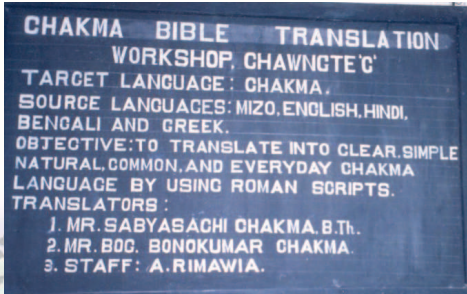 CHAKMA BIBLE TRANSLATION
WORKSHOP, CHAWNGTE 'C'
TARGET LANGUAGE: CHAKMA.
SOURCE LANGUAGES: MIZO, ENGLISH, HINDI,
BENGALI AND GREEK.
OBTECTIVE: TO TRANSLATE INTO CLEAR, SIMPLE
NATURAL, COMMON, AND EVERYDAY CHAKMA
LANGUAGE BY USING ROMAN SCRIPTS.
TRANSLATORS:
1. MR. SABYASACHI CHAKMA. B.Th.
2. MR. BOG. BONOKUMAR CHAKMA.
3. STAFF: A. RIMAWIA.